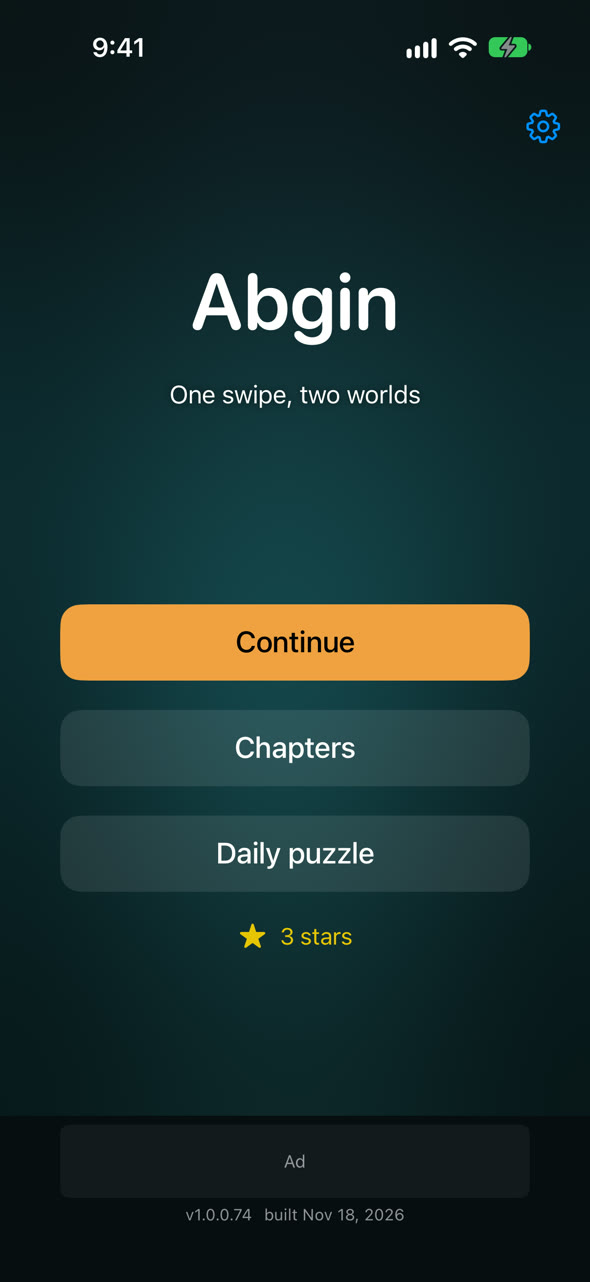 9:41
Abgin
One swipe, two worlds
Continue
Chapters
Daily puzzle
3 stars
Ad
v1.0.0.74 built Nov 18, 2026